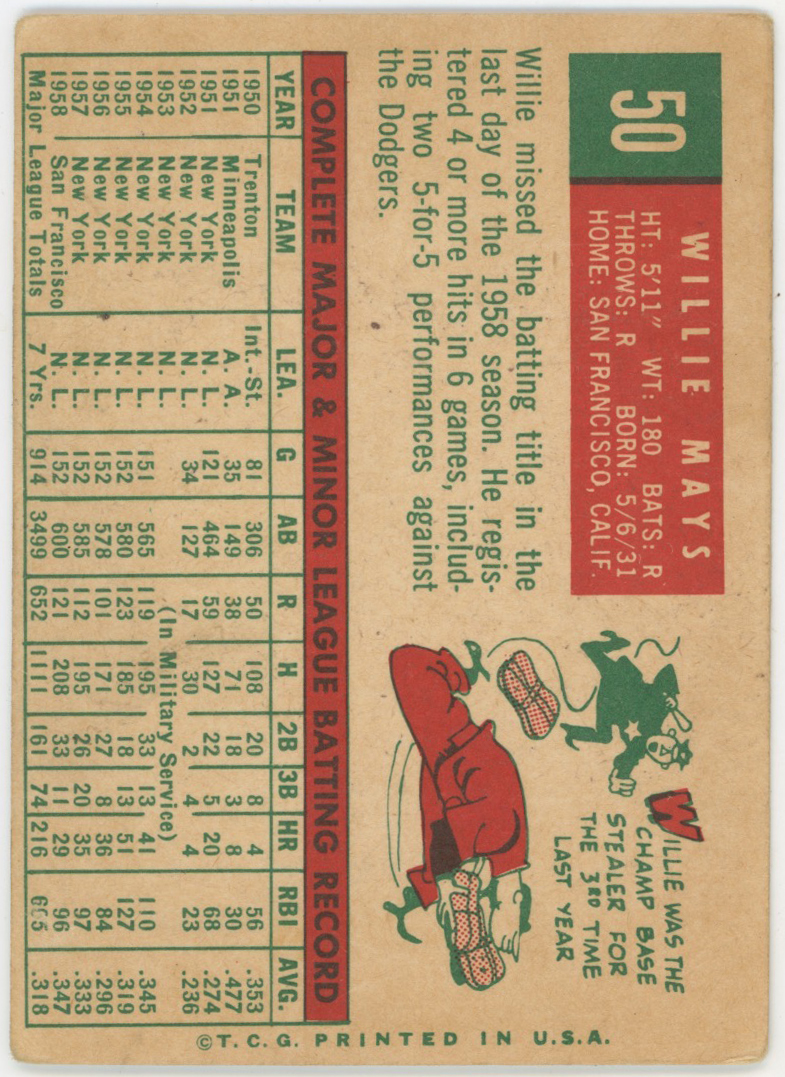 50
WILLIE MAYS
HT: 5'11" WT: 180 BATS: R
THROWS: R BORN: 5/6/31
HOME: SAN FRANCISCO, CALIF.
Willie missed the batting title in the
last day of the 1958 season. He regis-
tered 4 or more hits in 6 games, includ-
ing two 5-for-5 performances against
the Dodgers.
WILLIE WAS THE
CHAMP BASE
STEALER FOR
THE 3RD TIME
LAST YEAR
COMPLETE MAJOR & MINOR LEAGUE BATTING RECORD
YEAR TEAM LEA. G AB R H 2B 3B HR RBI AVG.
1950 Trenton Int.-St. 81 306 50 108 20 8 4 56 .353
1951 Minneapolis A. A. 35 149 38 71 18 3 8 30 .477
1951 New York N. L. 121 464 59 127 22 5 20 68 .274
1952 New York N. L. 34 127 17 30 2 4 4 23 .236
1953 New York N. L. (In Military Service)
1954 New York N. L. 151 565 119 195 33 13 41 110 .345
1955 New York N. L. 152 580 123 185 18 13 51 127 .319
1956 New York N. L. 152 578 101 171 27 8 36 84 .296
1957 New York N. L. 152 585 112 195 26 20 35 97 .333
1958 San Francisco N. L. 152 600 121 208 33 11 29 96 .347
Major League Totals 7 Yrs. 914 3499 652 1111 161 74 216 .318
©T. C. G. PRINTED IN U.S.A.